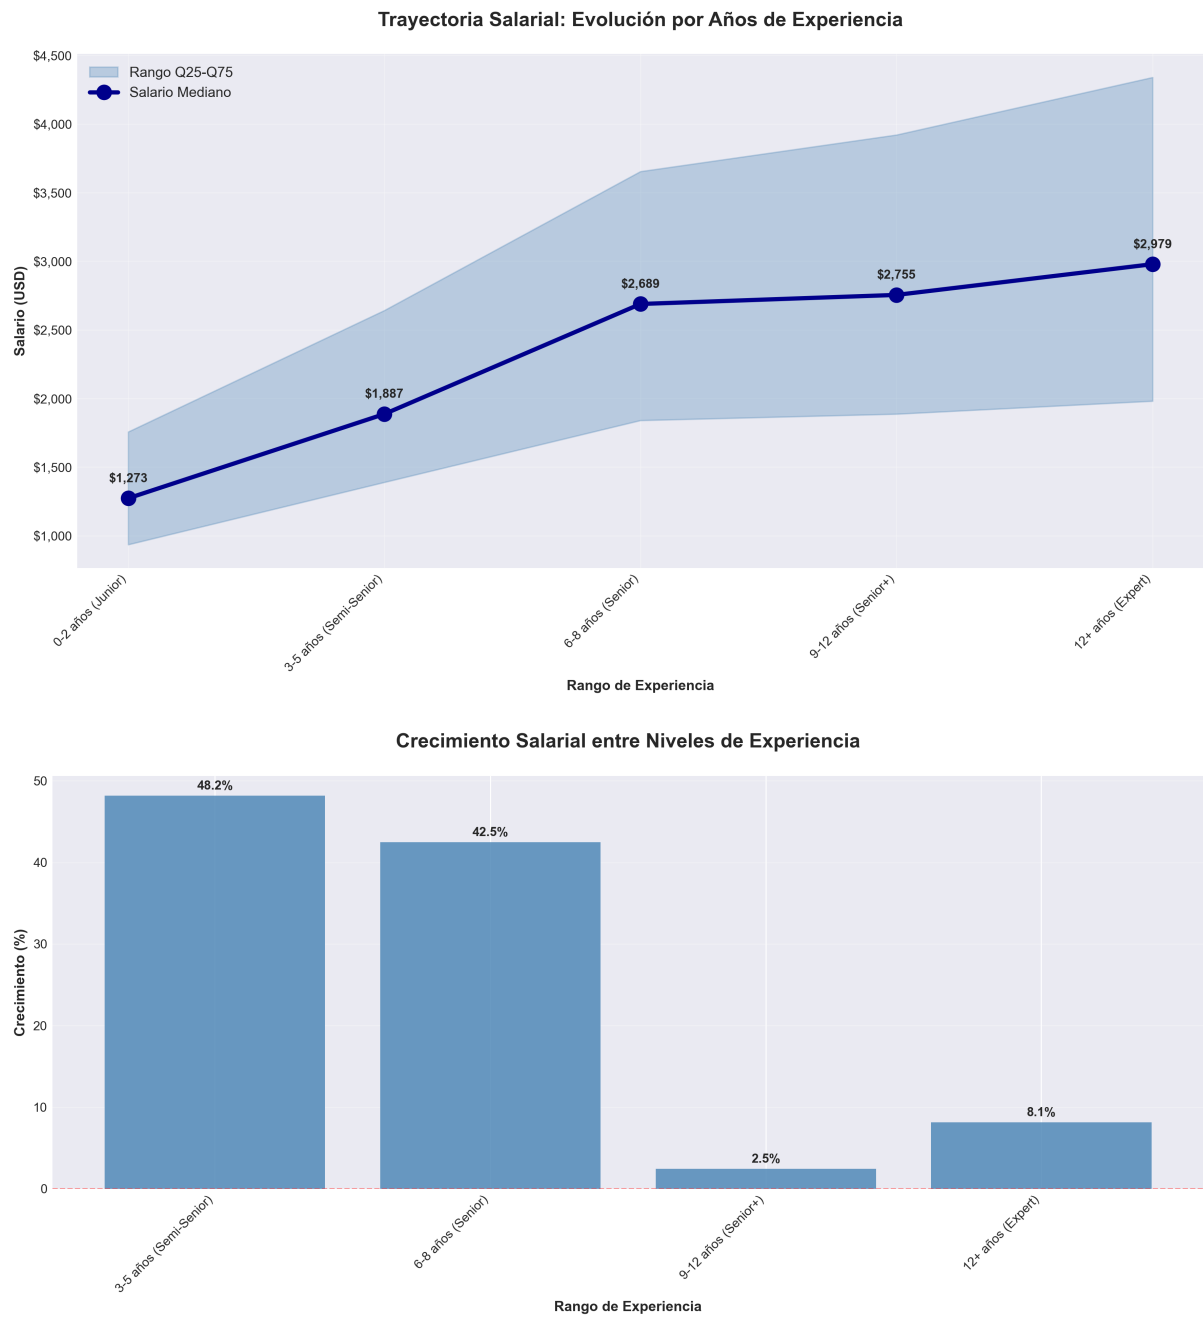 Trayectoria Salarial: Evolución por Años de Experiencia
$4,500
$4,000
$3,500
$3,000
$2,500
$2,000
$1,500
$1,000
Salario (USD)
Rango Q25-Q75
Salario Mediano
$1,273
$1,887
$2,689
$2,755
$2,979
0-2 años (Junior)
3-5 años (Semi-Senior)
6-8 años (Senior)
9-12 años (Senior+)
12+ años (Expert)
Rango de Experiencia
Crecimiento Salarial entre Niveles de Experiencia
50
40
30
20
10
0
Crecimiento (%)
48.2%
42.5%
2.5%
8.1%
3-5 años (Semi-Senior)
6-8 años (Senior)
9-12 años (Senior+)
12+ años (Expert)
Rango de Experiencia